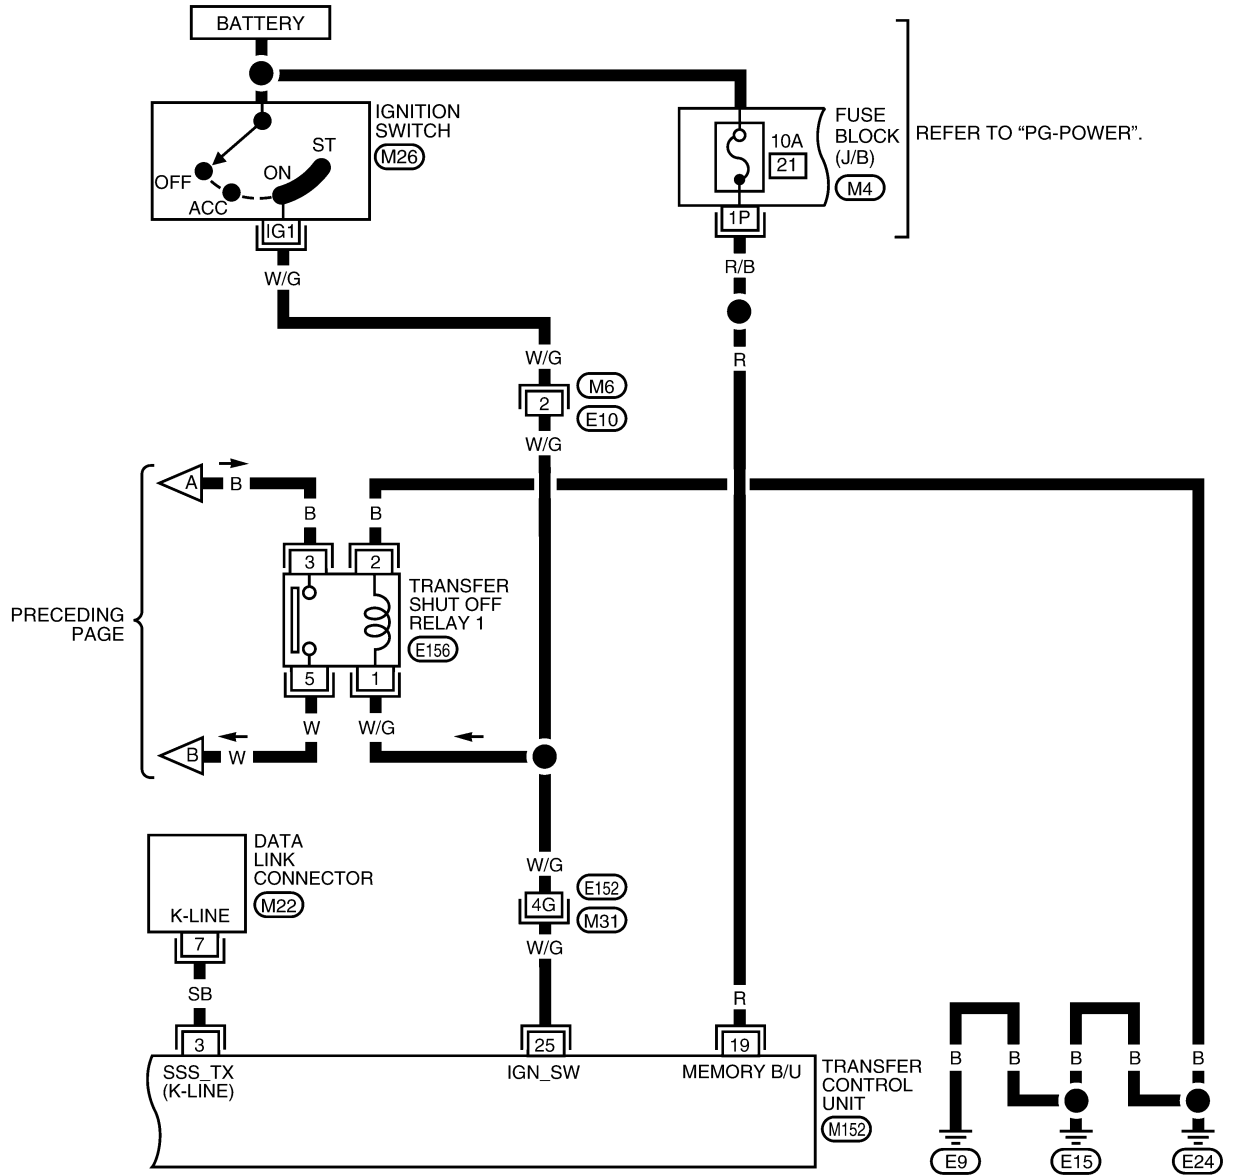 BATTERY
IGNITION
SWITCH
M26
ST
ON
OFF
ACC
IG1
W/G
FUSE
BLOCK
(J/B)
M4
10A
21
1P
R/B
REFER TO “PG-POWER”.
R
W/G
2
M6
E10
W/G
A
B
B
B
3
2
TRANSFER
SHUT OFF
RELAY 1
E156
PRECEDING
PAGE
5
1
W
W/G
B
W
DATA
LINK
CONNECTOR
M22
K-LINE
7
SB
3
W/G
4G
E152
M31
W/G
25
R
19
SSS_TX
(K-LINE)
IGN_SW
MEMORY B/U
TRANSFER
CONTROL
UNIT
M152
B
B
B
B
B
E9
E15
E24